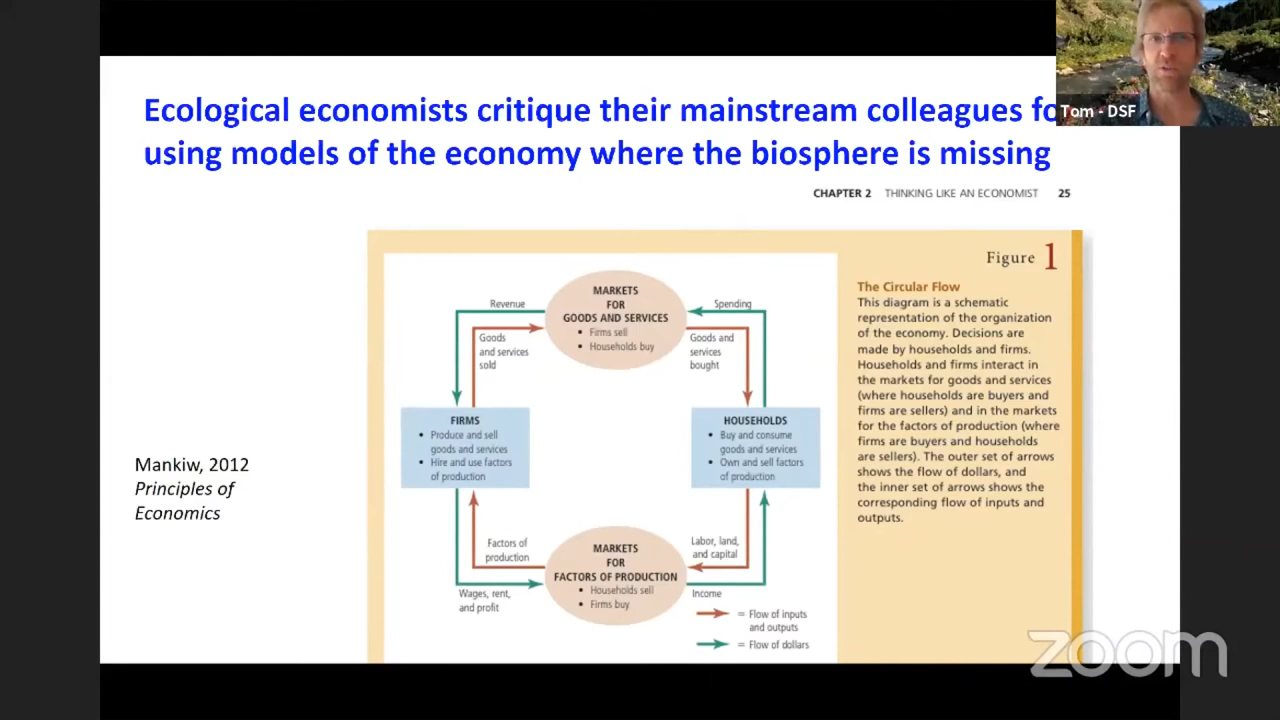 Ecological economists critique their mainstream colleagues fo
using models of the economy where the biosphere is missing
Tom - DSF
CHAPTER 2 THINKING LIKE AN ECONOMIST 25
Figure 1
The Circular Flow
This diagram is a schematic
representation of the organization
of the economy. Decisions are
made by households and firms.
Households and firms interact in
the markets for goods and services
(where households are buyers and
firms are sellers) and in the markets
for the factors of production (where
firms are buyers and households
are sellers). The outer set of arrows
shows the flow of dollars, and
the inner set of arrows shows the
corresponding flow of inputs and
outputs.
MARKETS
FOR
GOODS AND SERVICES
• Firms sell
• Households buy
Revenue
Spending
Goods
and services
sold
Goods and
services
bought
FIRMS
• Produce and sell
goods and services
• Hire and use factors
of production
HOUSEHOLDS
• Buy and consume
goods and services
• Own and sell factors
of production
Factors of
production
Labor, land,
and capital
MARKETS
FOR
FACTORS OF PRODUCTION
• Households sell
• Firms buy
Wages, rent,
and profit
Income
= Flow of inputs
and outputs
= Flow of dollars
Mankiw, 2012
Principles of
Economics
zoom